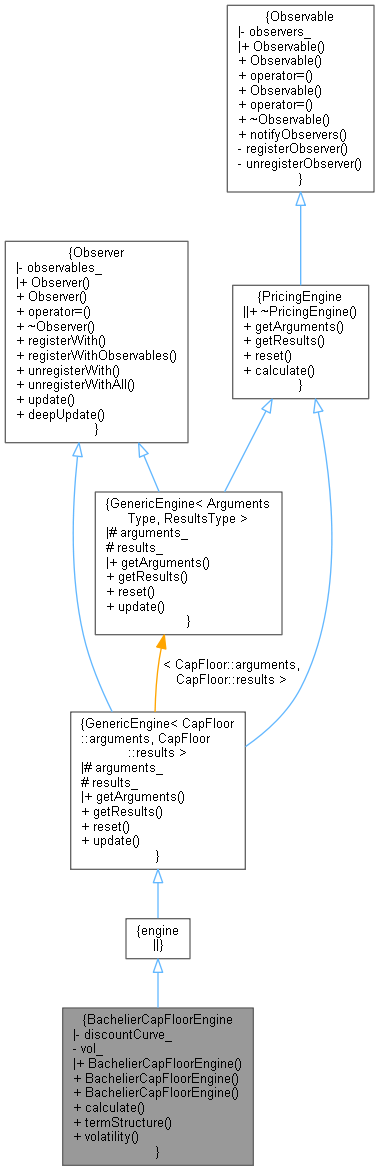 {Observable
|- observers_
|+ Observable()
+ Observable()
+ operator=()
+ Observable()
+ operator=()
+ ~Observable()
+ notifyObservers()
- registerObserver()
- unregisterObserver()
}
{Observer
|- observables_
|+ Observer()
+ Observer()
+ operator=()
+ ~Observer()
+ registerWith()
+ registerWithObservables()
+ unregisterWith()
+ unregisterWithAll()
+ update()
+ deepUpdate()
}
{PricingEngine
||+ ~PricingEngine()
+ getArguments()
+ getResults()
+ reset()
+ calculate()
}
{GenericEngine< Arguments
Type, ResultsType >
|# arguments_
# results_
|+ getArguments()
+ getResults()
+ reset()
+ update()
}
< CapFloor::arguments,
CapFloor::results >
{GenericEngine< CapFloor
::arguments, CapFloor
::results >
|# arguments_
# results_
|+ getArguments()
+ getResults()
+ reset()
+ update()
}
{engine
||}
{BachelierCapFloorEngine
|- discountCurve_
- vol_
|+ BachelierCapFloorEngine()
+ BachelierCapFloorEngine()
+ BachelierCapFloorEngine()
+ calculate()
+ termStructure()
+ volatility()
}